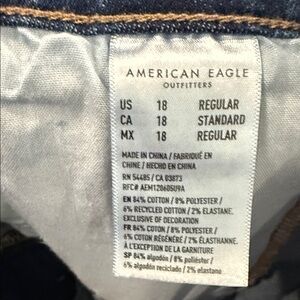 AMERICAN EAGLE
OUTFITTERS
US 18 REGULAR
CA 18 STANDARD
MX 18 REGULAR
MADE IN CHINA / FABRIQUÉ EN
CHINE / HECHO EN CHINA
RN 54485 / CA 03873
RFC# AEM120605U9A
EN 84% COTTON / 8% POLYESTER /
6% RECYCLED COTTON / 2% ELASTANE.
EXCLUSIVE OF DECORATION
FR 84% COTON / 8% POLYESTER /
6% COTON RÉGÉNÉRÉ / 2% ÉLASTHANNE.
À L'EXCEPTION DE LA GARNITURE
SP 84% algodón / 8% poliéster /
6% algodón reciclado / 2% elastano